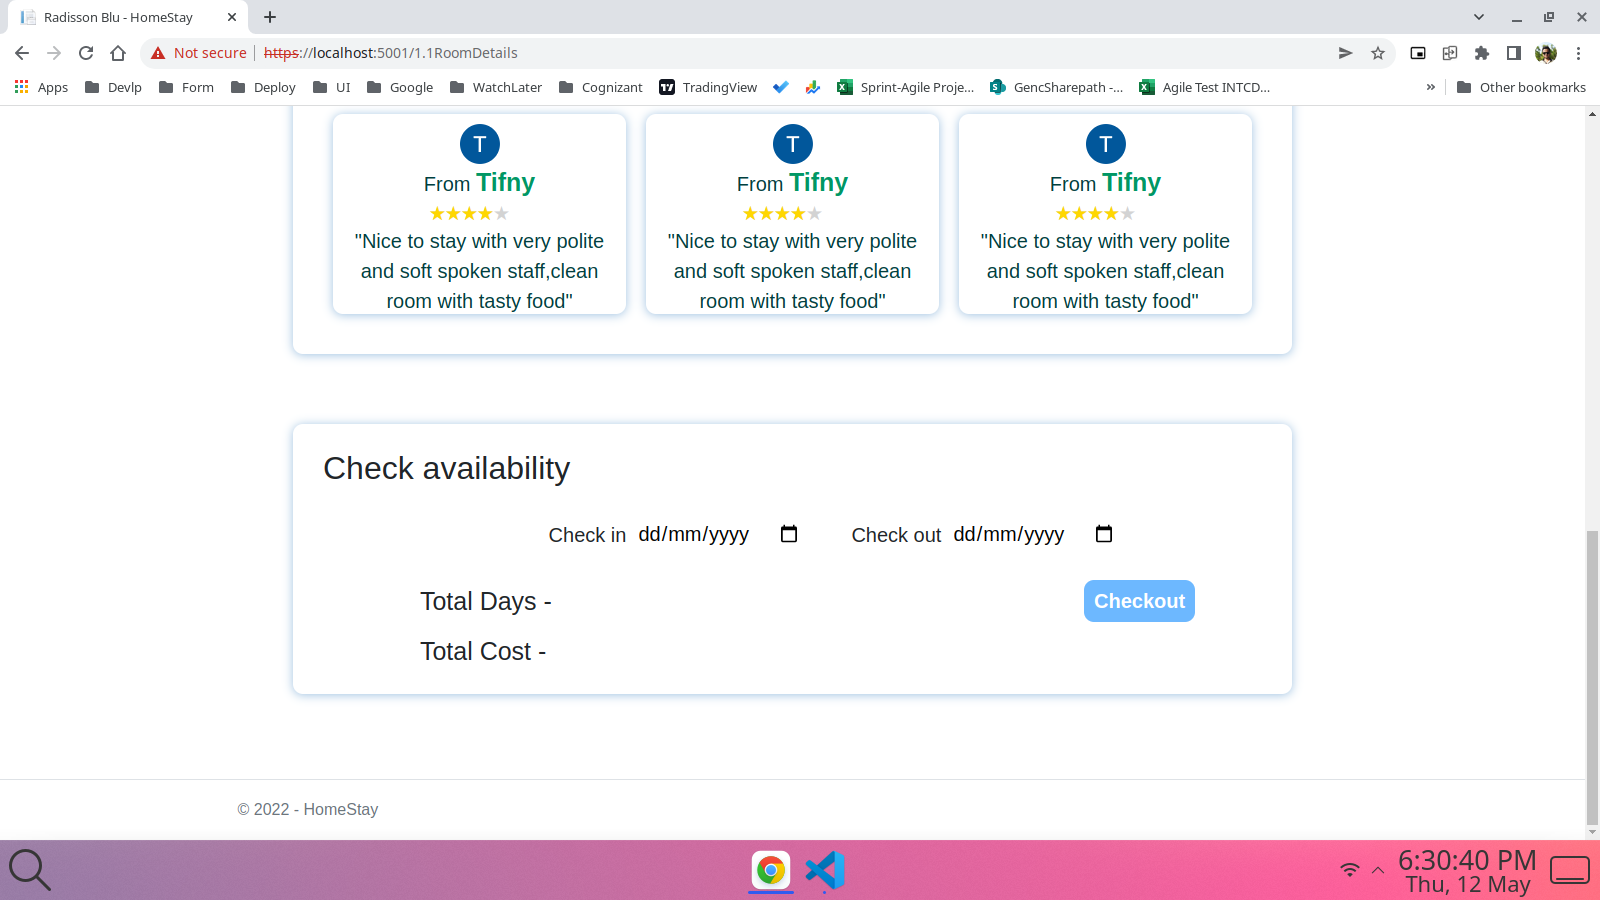 Radisson Blu - HomeStay
Not secure https://localhost:5001/1.1RoomDetails
Apps Devlp Form Deploy UI Google WatchLater Cognizant TradingView Sprint-Agile Proje... GencSharepath -... Agile Test INTCD... » Other bookmarks
T T T
From Tifny From Tifny From Tifny
"Nice to stay with very polite "Nice to stay with very polite "Nice to stay with very polite
and soft spoken staff,clean and soft spoken staff,clean and soft spoken staff,clean
room with tasty food" room with tasty food" room with tasty food"
Check availability
Check in dd/mm/yyyy Check out dd/mm/yyyy
Total Days - Checkout
Total Cost -
© 2022 - HomeStay
6:30:40 PM
Thu, 12 May